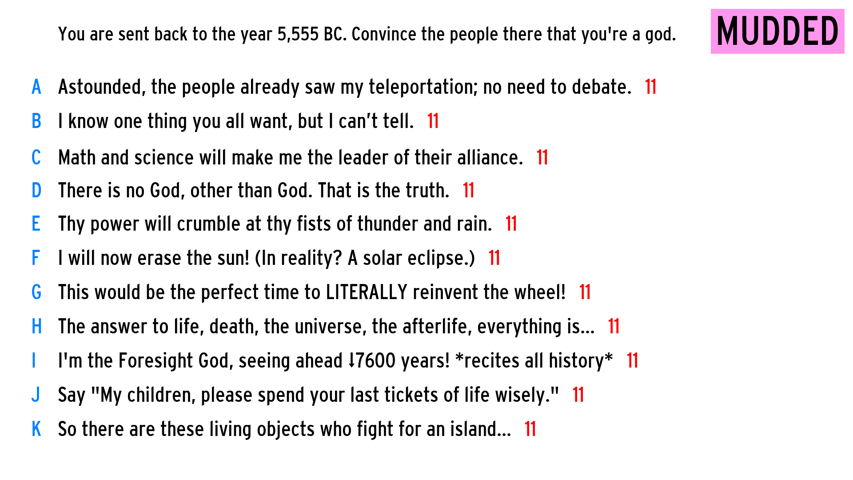 You are sent back to the year 5,555 BC. Convince the people there that you're a god.
MUDDED
A Astounded, the people already saw my teleportation; no need to debate. 11
B I know one thing you all want, but I can’t tell. 11
C Math and science will make me the leader of their alliance. 11
D There is no God, other than God. That is the truth. 11
E Thy power will crumble at thy fists of thunder and rain. 11
F I will now erase the sun! (In reality? A solar eclipse.) 11
G This would be the perfect time to LITERALLY reinvent the wheel! 11
H The answer to life, death, the universe, the afterlife, everything is... 11
I I'm the Foresight God, seeing ahead ⇃7600 years! *recites all history* 11
J Say "My children, please spend your last tickets of life wisely." 11
K So there are these living objects who fight for an island... 11